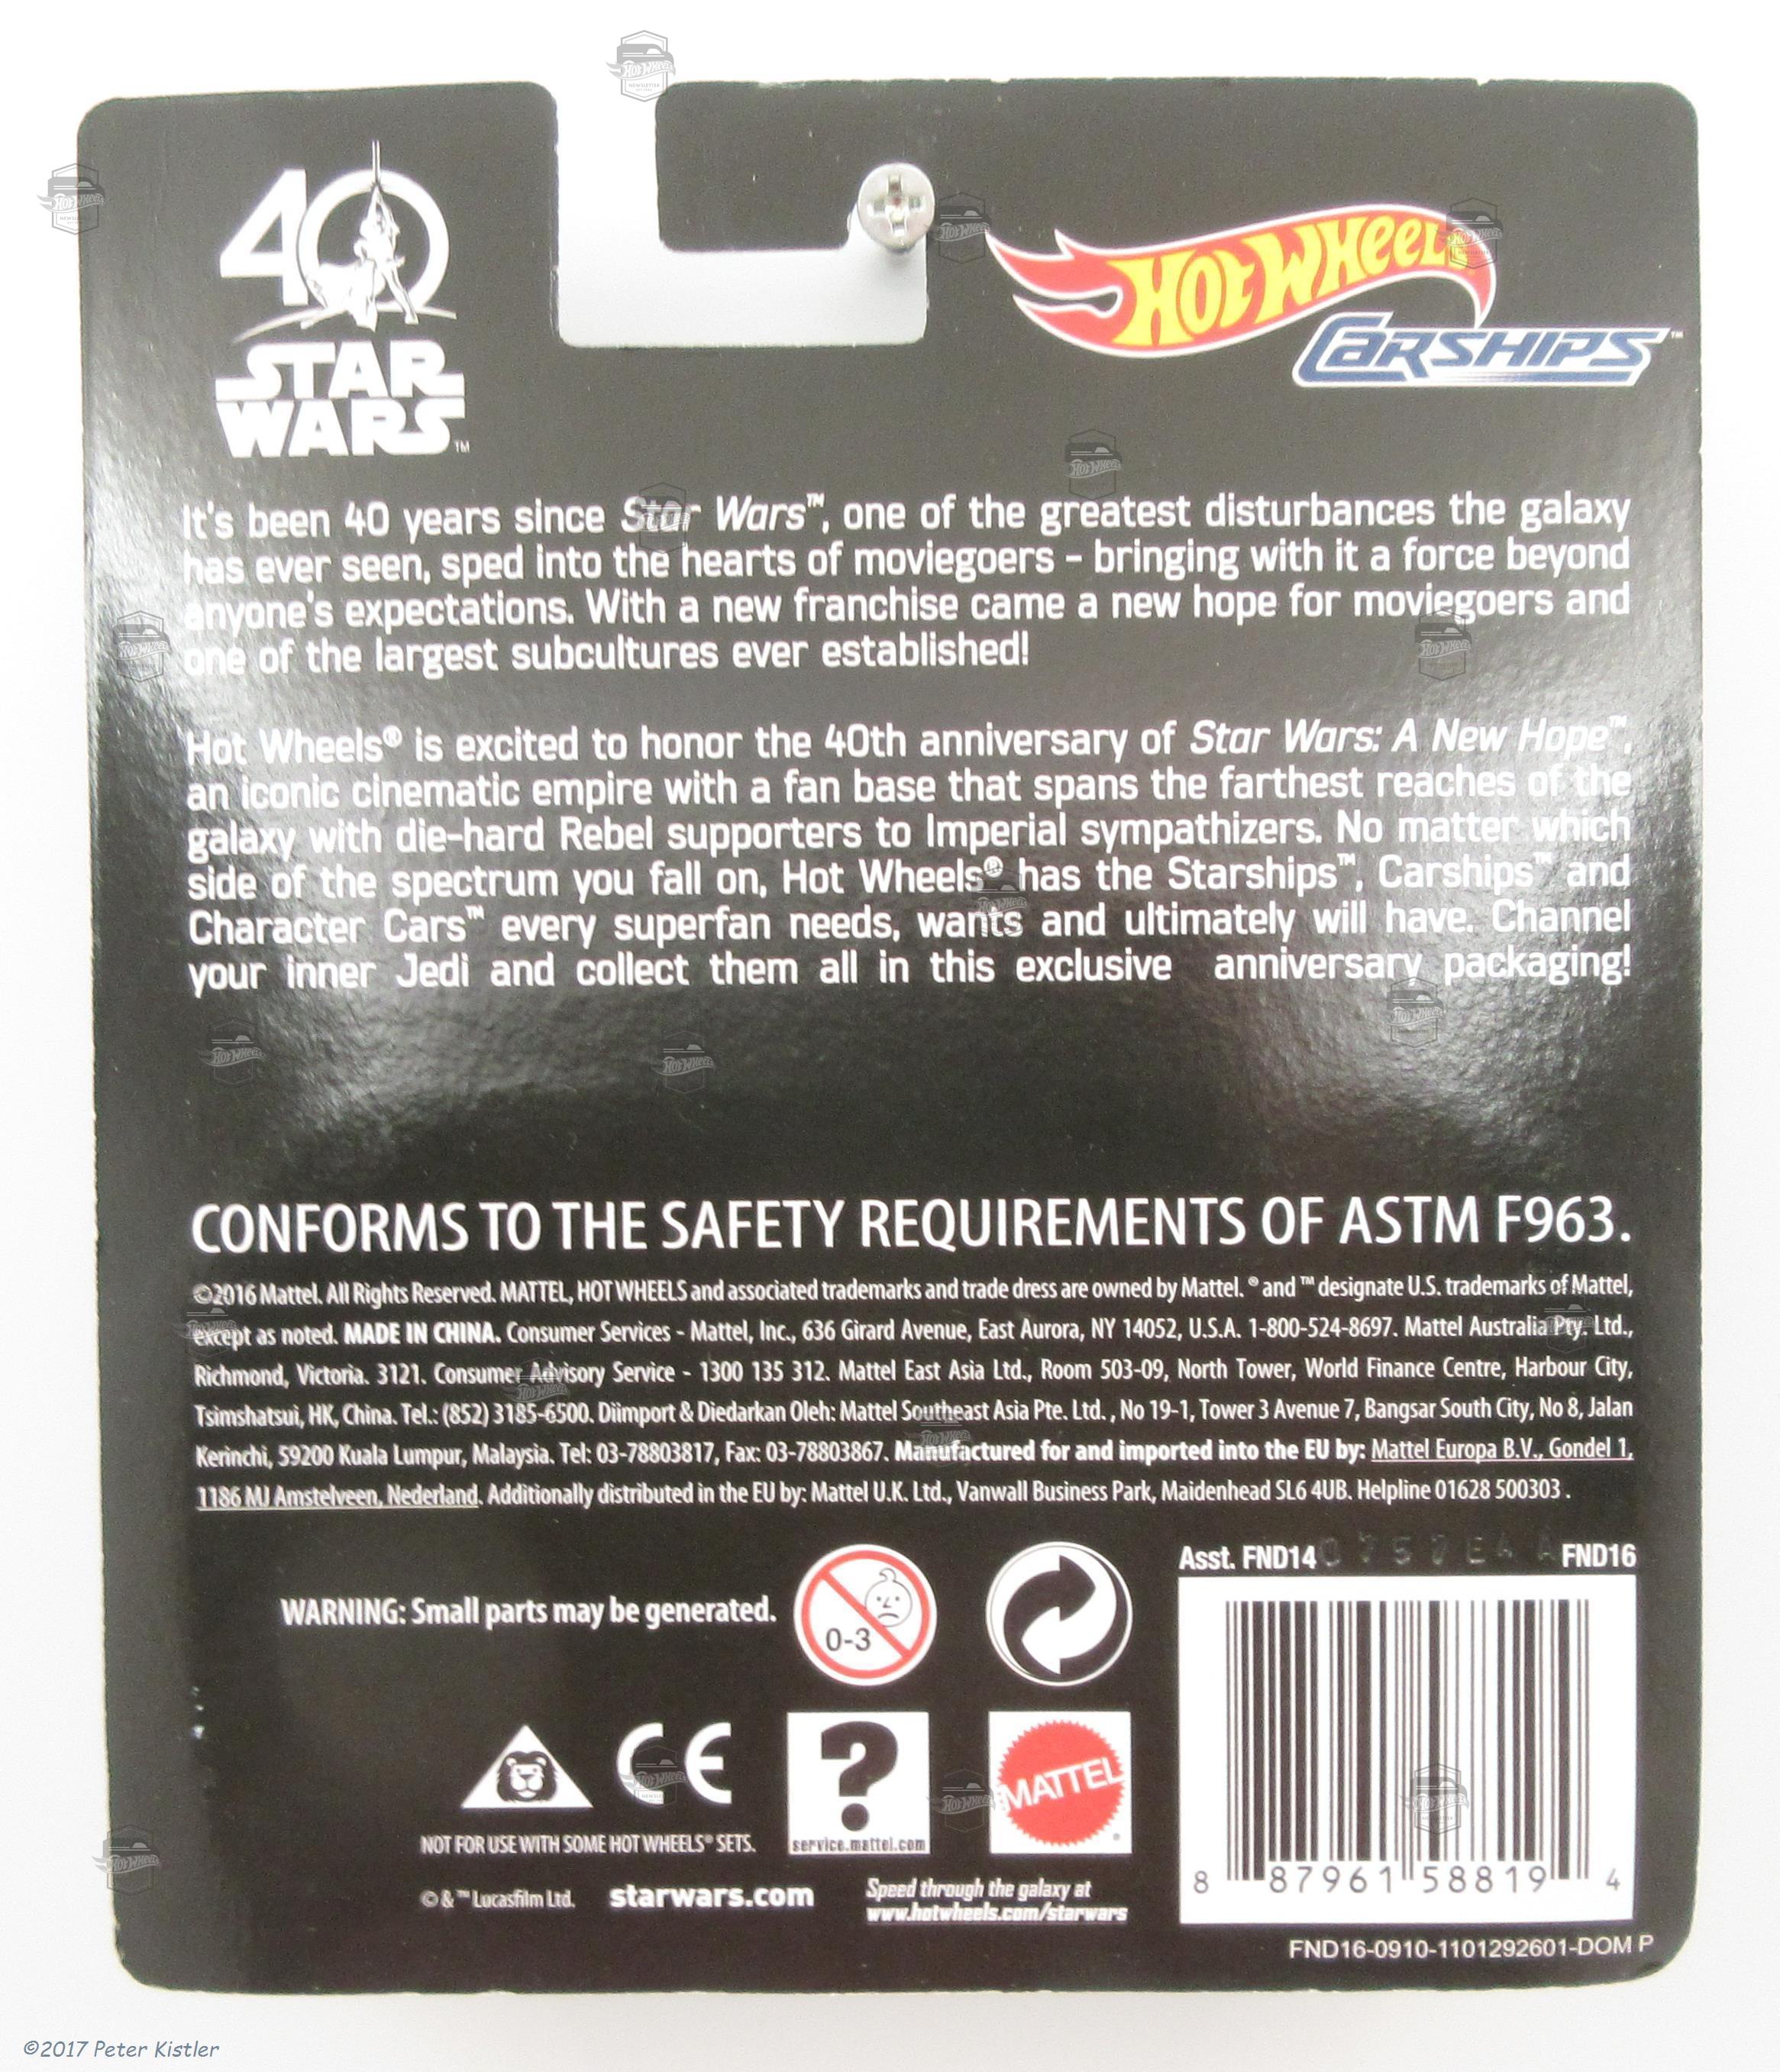 40
STAR
WARS™
HOT WHEELS
CARSHIPS™
It's been 40 years since Star Wars™, one of the greatest disturbances the galaxy
has ever seen, sped into the hearts of moviegoers – bringing with it a force beyond
anyone's expectations. With a new franchise came a new hope for moviegoers and
one of the largest subcultures ever established!
Hot Wheels® is excited to honor the 40th anniversary of Star Wars: A New Hope™,
an iconic cinematic empire with a fan base that spans the farthest reaches of the
galaxy with die-hard Rebel supporters to Imperial sympathizers. No matter which
side of the spectrum you fall on, Hot Wheels® has the Starships™, Carships™ and
Character Cars™ every superfan needs, wants and ultimately will have. Channel
your inner Jedi and collect them all in this exclusive anniversary packaging!
CONFORMS TO THE SAFETY REQUIREMENTS OF ASTM F963.
©2016 Mattel. All Rights Reserved. MATTEL, HOT WHEELS and associated trademarks and trade dress are owned by Mattel. ® and ™ designate U.S. trademarks of Mattel,
except as noted. MADE IN CHINA. Consumer Services - Mattel, Inc., 636 Girard Avenue, East Aurora, NY 14052, U.S.A. 1-800-524-8697. Mattel Australia Pty. Ltd.,
Richmond, Victoria. 3121. Consumer Advisory Service - 1300 135 312. Mattel East Asia Ltd., Room 503-09, North Tower, World Finance Centre, Harbour City,
Tsimshatsui, HK, China. Tel.: (852) 3185-6500. Diimport & Diedarkan Oleh: Mattel Southeast Asia Pte. Ltd. , No 19-1, Tower 3 Avenue 7, Bangsar South City, No 8, Jalan
Kerinchi, 59200 Kuala Lumpur, Malaysia. Tel: 03-78803817, Fax: 03-78803867. Manufactured for and imported into the EU by: Mattel Europa B.V., Gondel 1,
1186 MJ Amstelveen, Nederland. Additionally distributed in the EU by: Mattel U.K. Ltd., Vanwall Business Park, Maidenhead SL6 4UB. Helpline 01628 500303 .
Asst. FND14 FND16
WARNING: Small parts may be generated.
0-3
CE
?
service.mattel.com
MATTEL®
NOT FOR USE WITH SOME HOT WHEELS® SETS.
© & ™ Lucasfilm Ltd. starwars.com
Speed through the galaxy at
www.hotwheels.com/starwars
8 87961 58819 4
FND16-0910-1101292601-DOM P
©2017 Peter Kistler